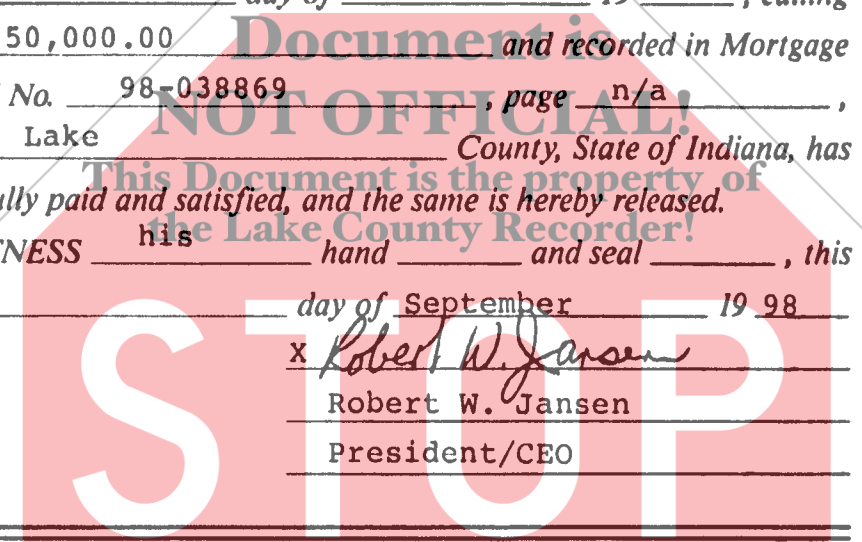 day of 19 , calling
50,000.00 and recorded in Mortgage
No. 98-038869 , page n/a ,
Lake County, State of Indiana, has
ully paid and satisfied, and the same is hereby released.
NESS his hand and seal , this
day of September 19 98
x Robert W. Jansen
Robert W. Jansen
President/CEO
Document is
NOT OFFICIAL!
This Document is the property of
the Lake County Recorder!
STOP